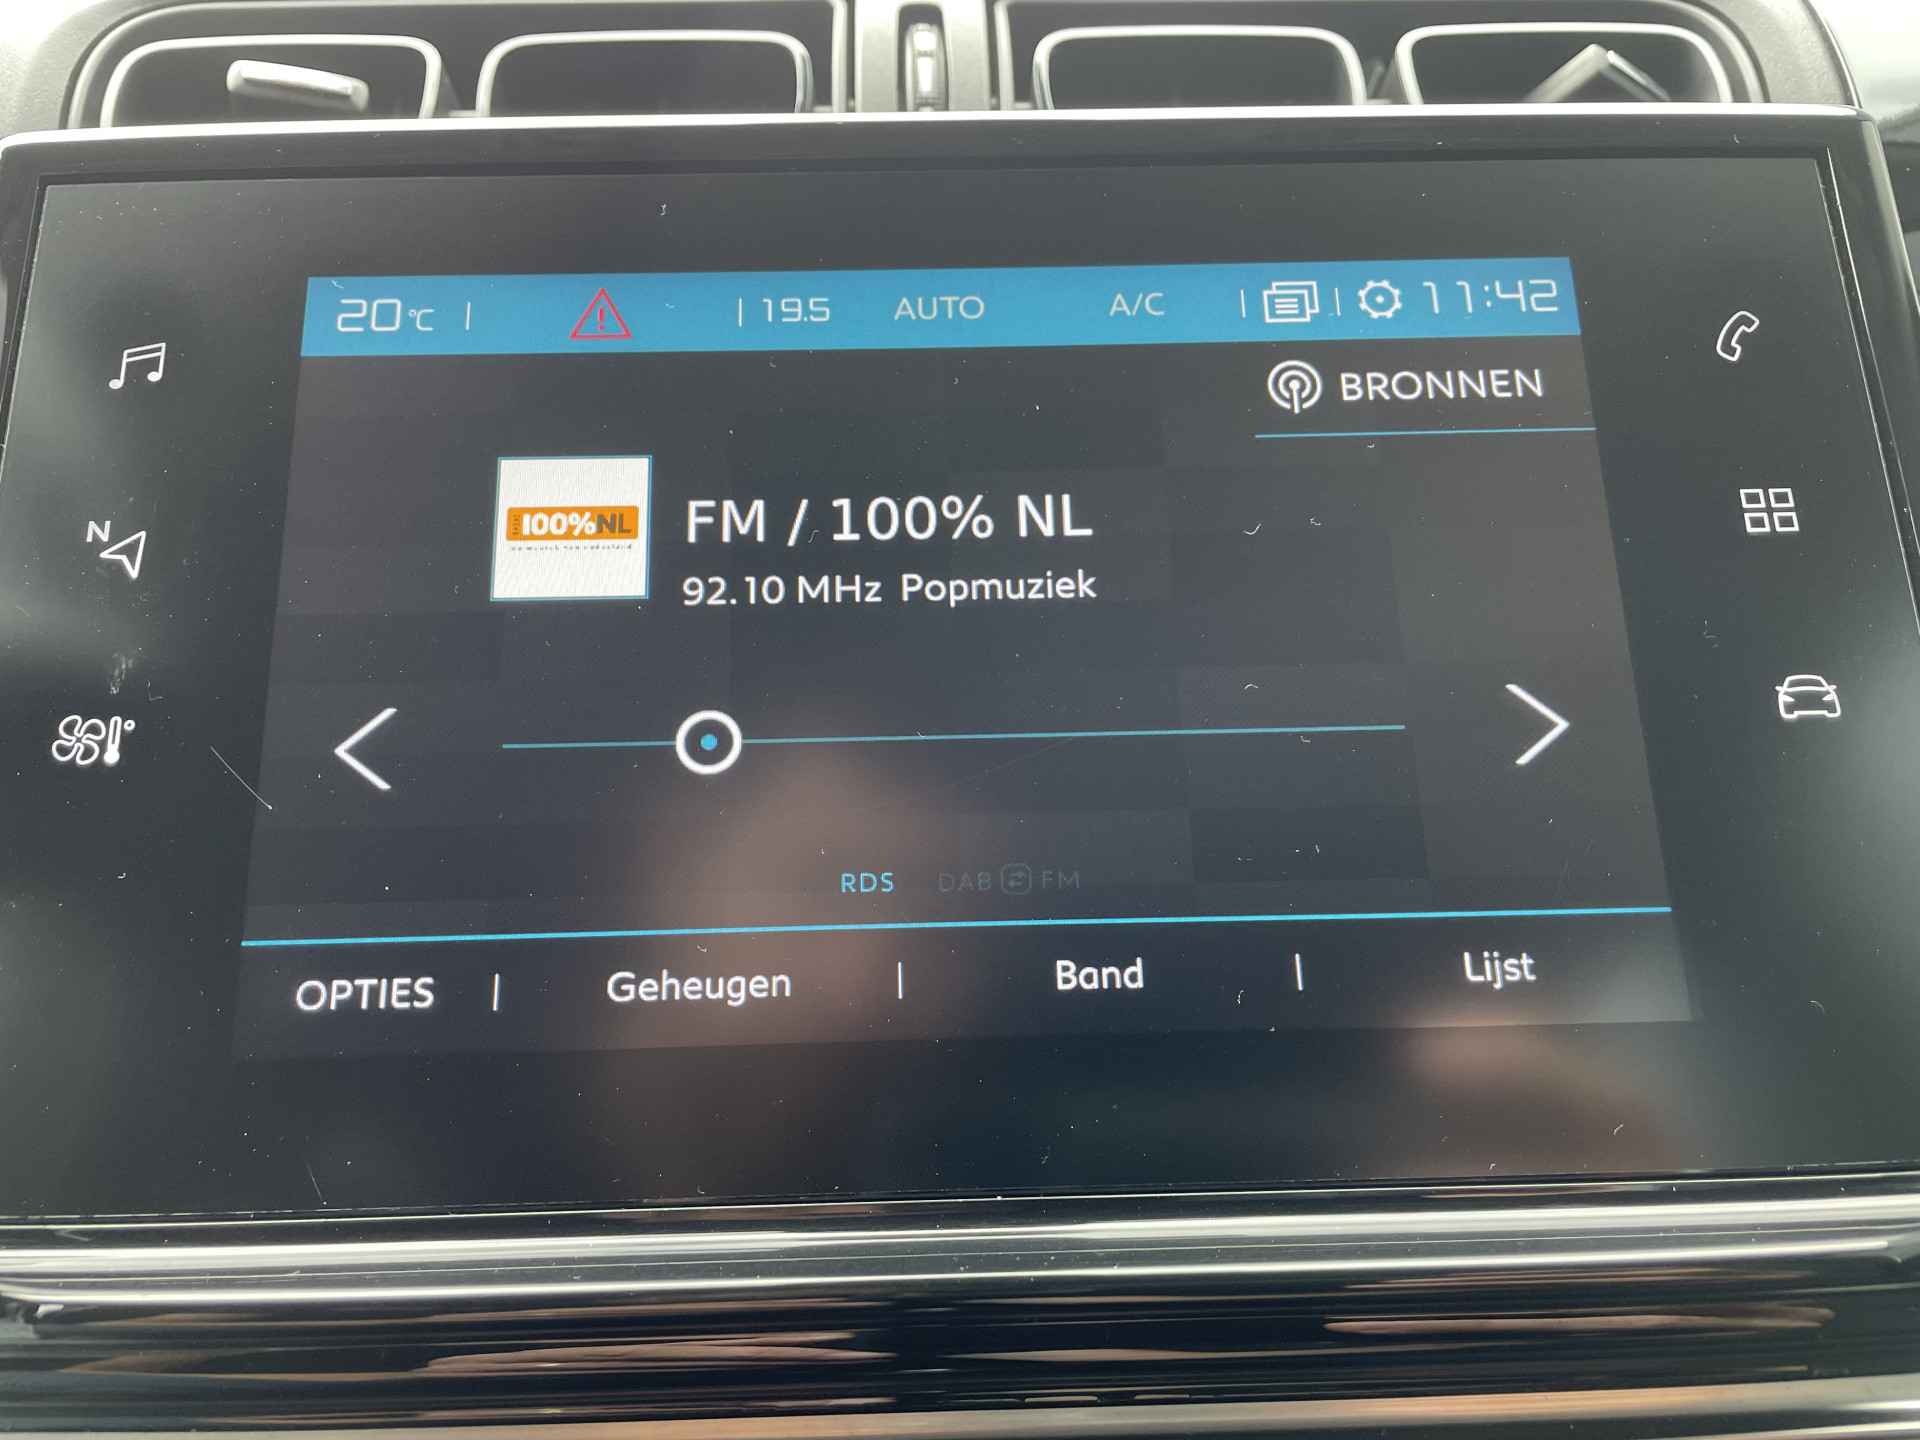 20°C | | 19.5 AUTO A/C | | 11:42
BRONNEN
100%NL
FM / 100% NL
92.10 MHz Popmuziek
N
RDS DAB FM
OPTIES | Geheugen | Band | Lijst